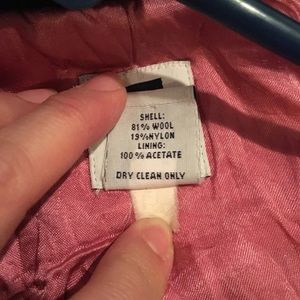 SHELL:
81% WOOL
19%NYLON
LINING:
100% ACETATE
DRY CLEAN ONLY